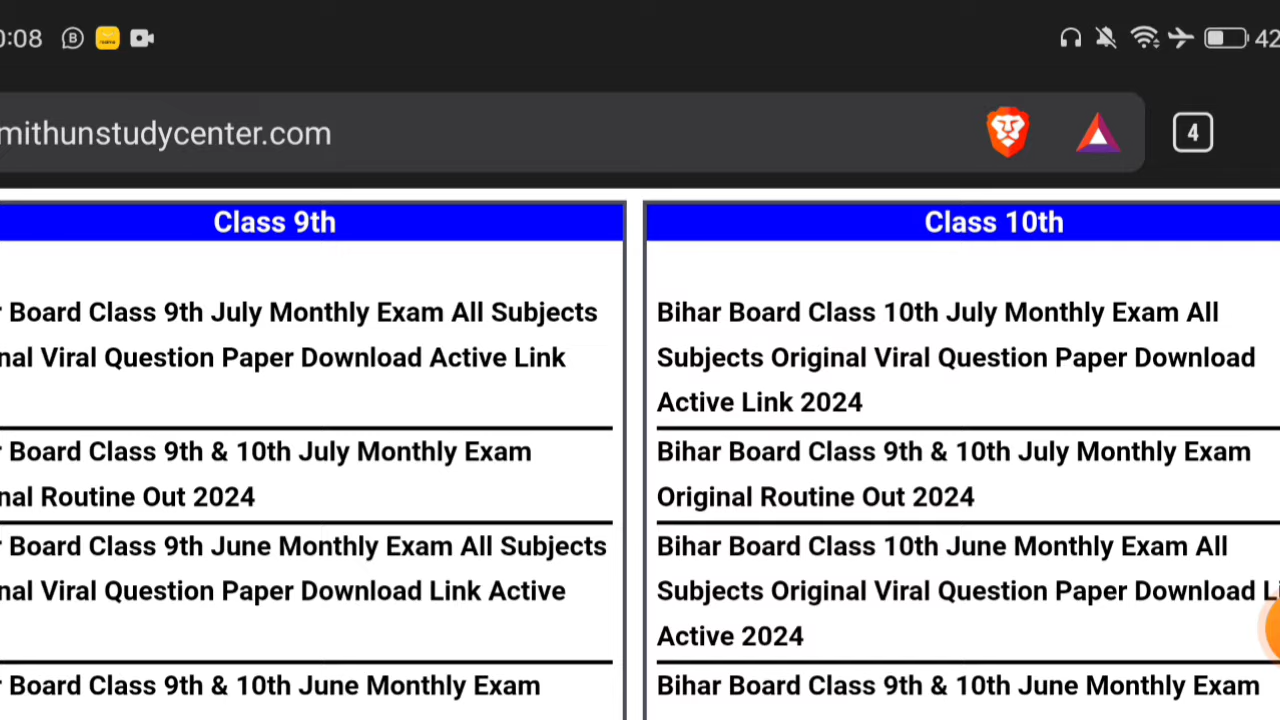 0:08
42
mithunstudycenter.com
4
Class 9th
Board Class 9th July Monthly Exam All Subjects
Viral Question Paper Download Active Link
Board Class 9th & 10th July Monthly Exam
Routine Out 2024
Board Class 9th June Monthly Exam All Subjects
Viral Question Paper Download Link Active
Board Class 9th & 10th June Monthly Exam
Class 10th
Bihar Board Class 10th July Monthly Exam All
Subjects Original Viral Question Paper Download
Active Link 2024
Bihar Board Class 9th & 10th July Monthly Exam
Original Routine Out 2024
Bihar Board Class 10th June Monthly Exam All
Subjects Original Viral Question Paper Download
Active 2024
Bihar Board Class 9th & 10th June Monthly Exam